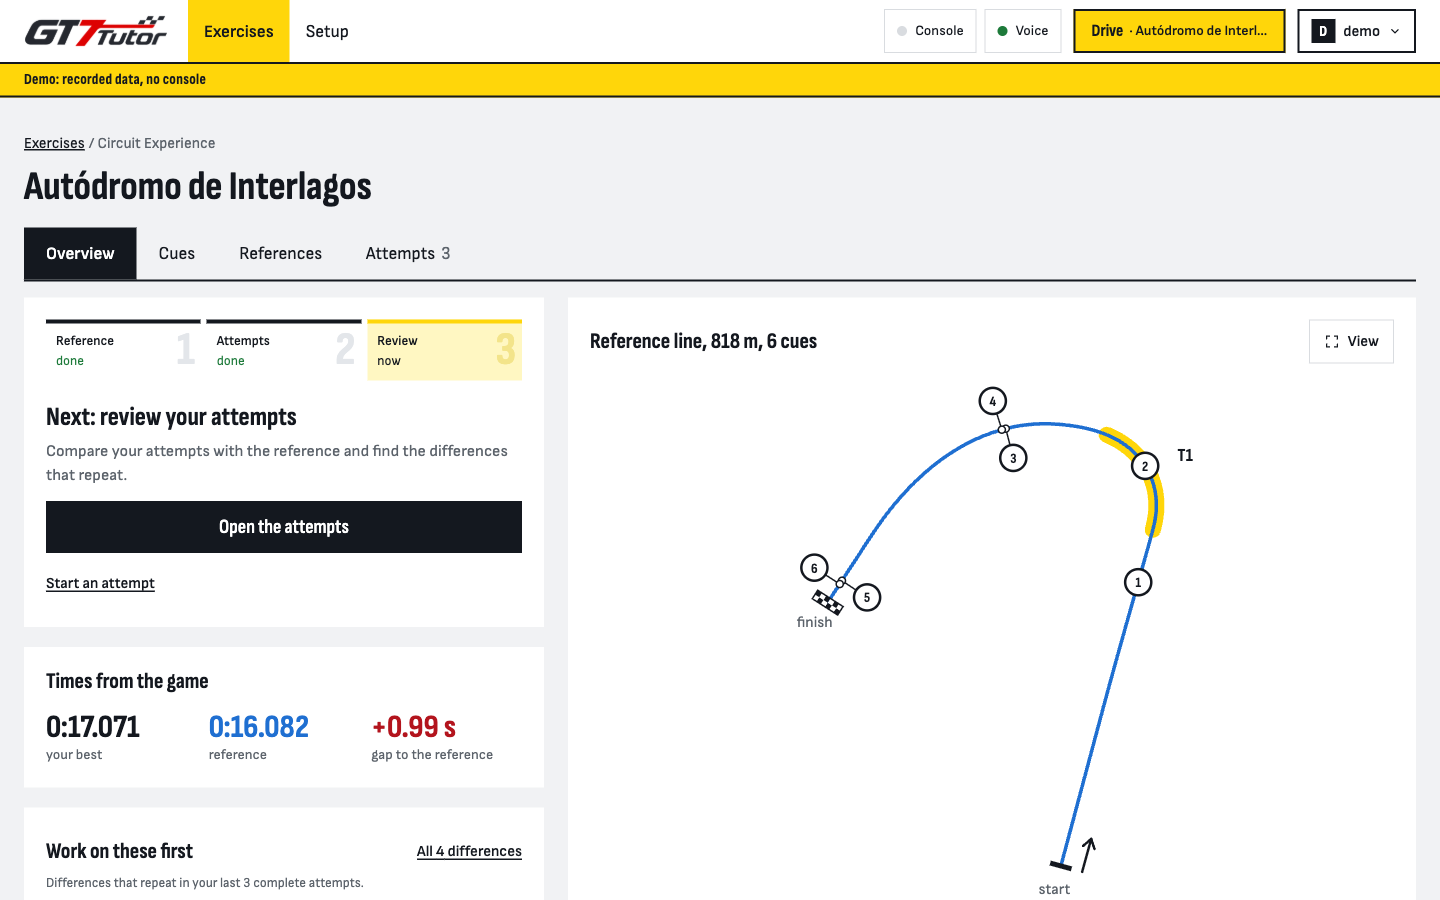 GT7 Tutor
Exercises
Setup
Console
Voice
Drive · Autódromo de Interl...
D demo
Demo: recorded data, no console
Exercises / Circuit Experience
Autódromo de Interlagos
Overview
Cues
References
Attempts 3
Reference
done
1
Attempts
done
2
Review
now
3
Next: review your attempts
Compare your attempts with the reference and find the differences
that repeat.
Open the attempts
Start an attempt
Times from the game
0:17.071
your best
0:16.082
reference
+0.99 s
gap to the reference
Work on these first
All 4 differences
Differences that repeat in your last 3 complete attempts.
Reference line, 818 m, 6 cues
View
4
3
2
T1
1
6
5
finish
start